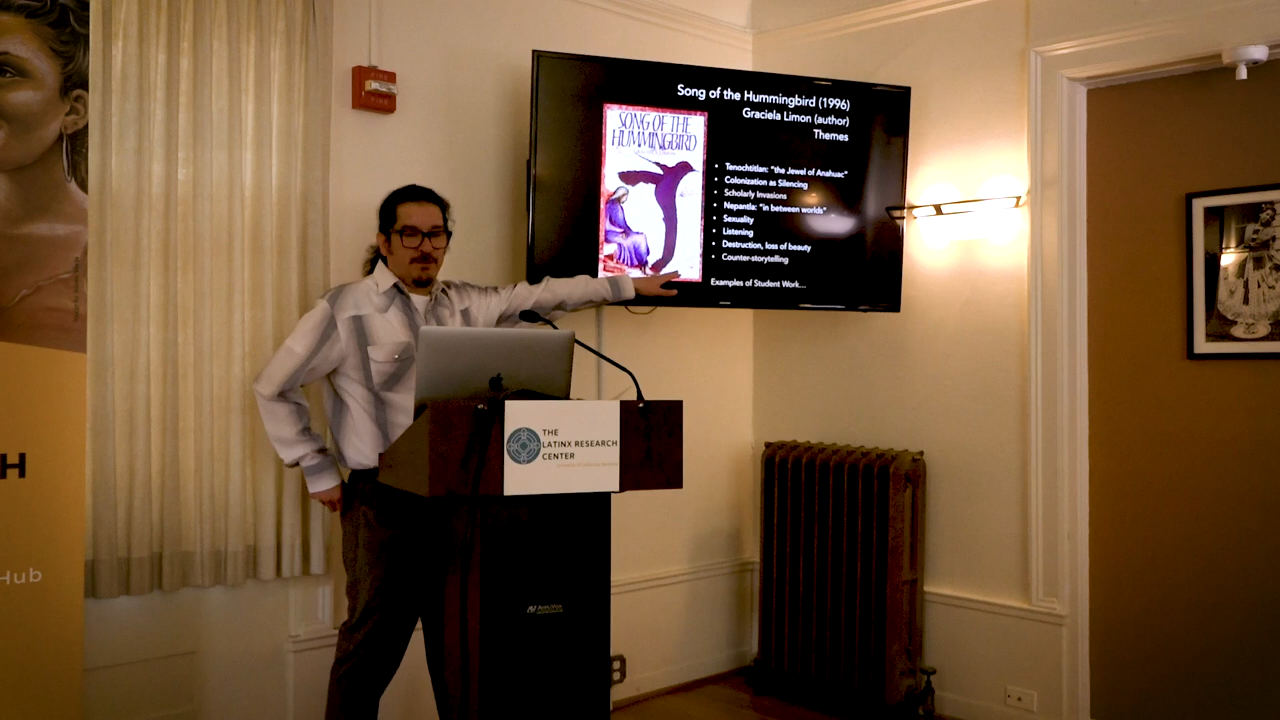 FIRE
FIRE
Song of the Hummingbird (1996)
Graciela Limon (author)
Themes
SONG OF THE
HUMMINGBIRD
• Tenochtitlan: “the Jewel of Anahuac”
• Colonization as Silencing
• Scholarly Invasions
• Nepantla: “in between worlds”
• Sexuality
• Listening
• Destruction, loss of beauty
• Counter-storytelling
Examples of Student Work...
THE
LATINX RESEARCH
CENTER
H
Hub